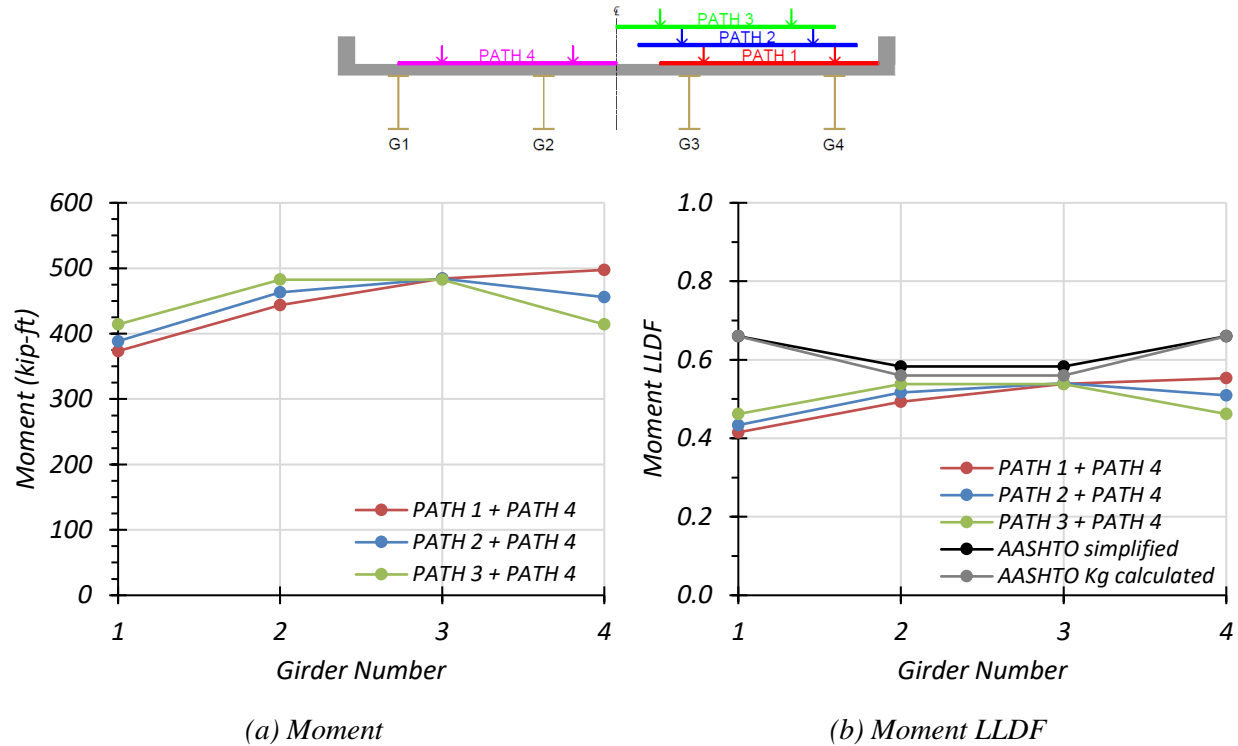 ℄
PATH 3
PATH 2
PATH 4
PATH 1
G1
G2
G3
G4
600
500
400
300
200
100
0
Moment (kip-ft)
PATH 1 + PATH 4
PATH 2 + PATH 4
PATH 3 + PATH 4
1
2
3
4
Girder Number
(a) Moment
1.0
0.8
0.6
0.4
0.2
0.0
Moment LLDF
PATH 1 + PATH 4
PATH 2 + PATH 4
PATH 3 + PATH 4
AASHTO simplified
AASHTO Kg calculated
1
2
3
4
Girder Number
(b) Moment LLDF